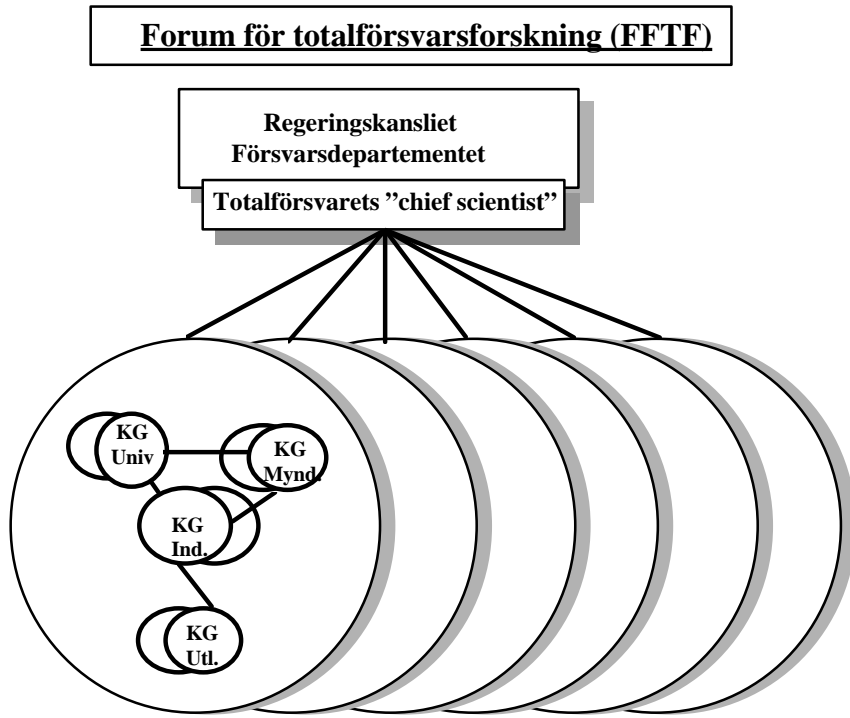 Forum för totalförsvarsforskning (FFTF)
Regeringskansliet
Försvarsdepartementet
Totalförsvarets ”chief scientist”
KG
Univ
KG
Mynd.
KG
Ind.
KG
Utl.